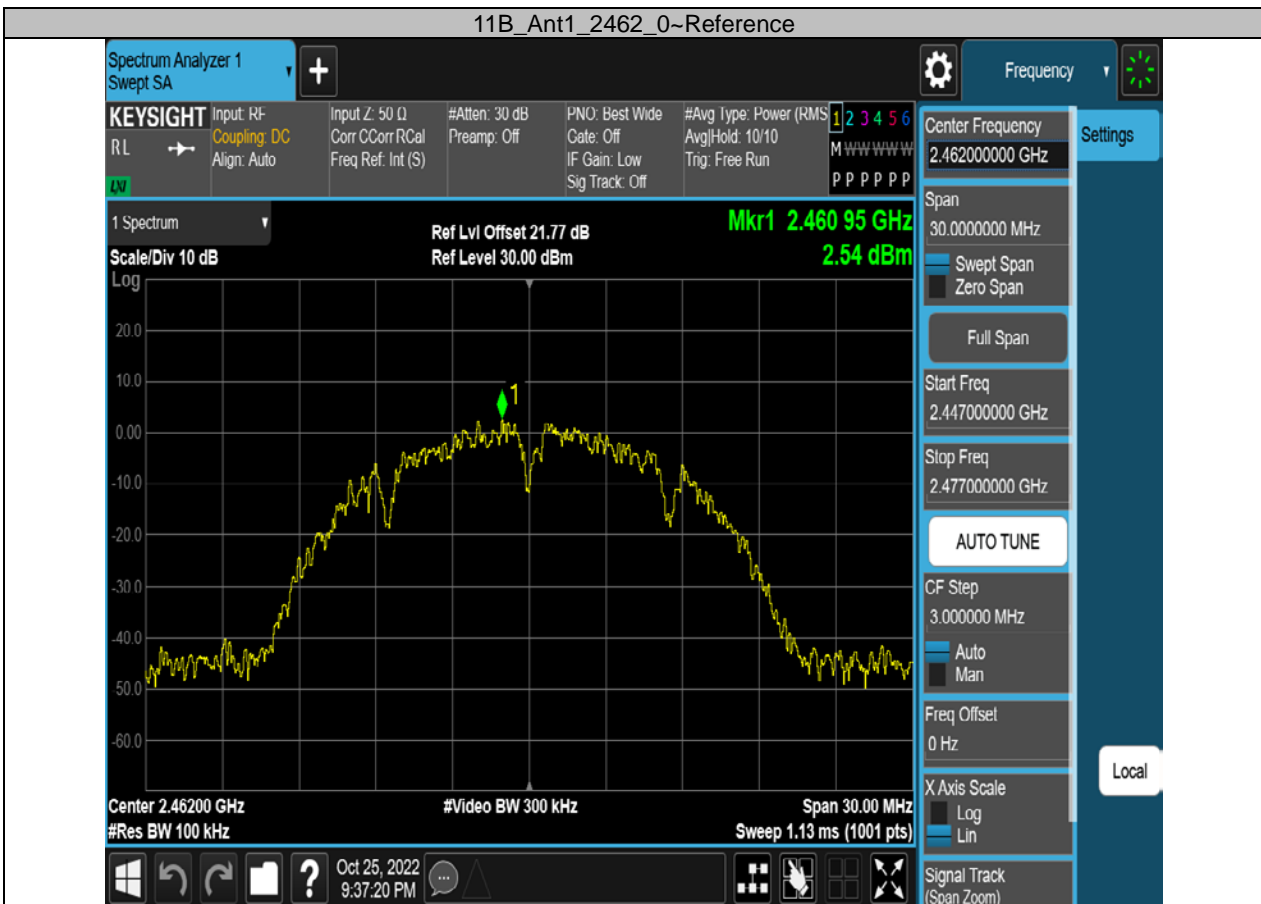 11B_Ant1_2462_0~Reference
Spectrum Analyzer 1
Swept SA
Frequency
KEYSIGHT
RL
LXI
Input: RF
Coupling: DC
Align: Auto
Input Z: 50 Ω
Corr CCorr RCal
Freq Ref: Int (S)
#Atten: 30 dB
Preamp: Off
PNO: Best Wide
Gate: Off
IF Gain: Low
Sig Track: Off
#Avg Type: Power (RMS
Avg|Hold: 10/10
Trig: Free Run
1 2 3 4 5 6
M W W W W W
P P P P P P
1 Spectrum
Scale/Div 10 dB
Ref Lvl Offset 21.77 dB
Ref Level 30.00 dBm
Mkr1 2.460 95 GHz
2.54 dBm
Log
20.0
10.0
0.00
-10.0
-20.0
-30.0
-40.0
-50.0
-60.0
1
Center 2.46200 GHz
#Res BW 100 kHz
#Video BW 300 kHz
Span 30.00 MHz
Sweep 1.13 ms (1001 pts)
Oct 25, 2022
9:37:20 PM
?
Center Frequency
2.462000000 GHz
Span
30.0000000 MHz
Swept Span
Zero Span
Full Span
Start Freq
2.447000000 GHz
Stop Freq
2.477000000 GHz
AUTO TUNE
CF Step
3.000000 MHz
Auto
Man
Freq Offset
0 Hz
X Axis Scale
Log
Lin
Signal Track
(Span Zoom)
Settings
Local